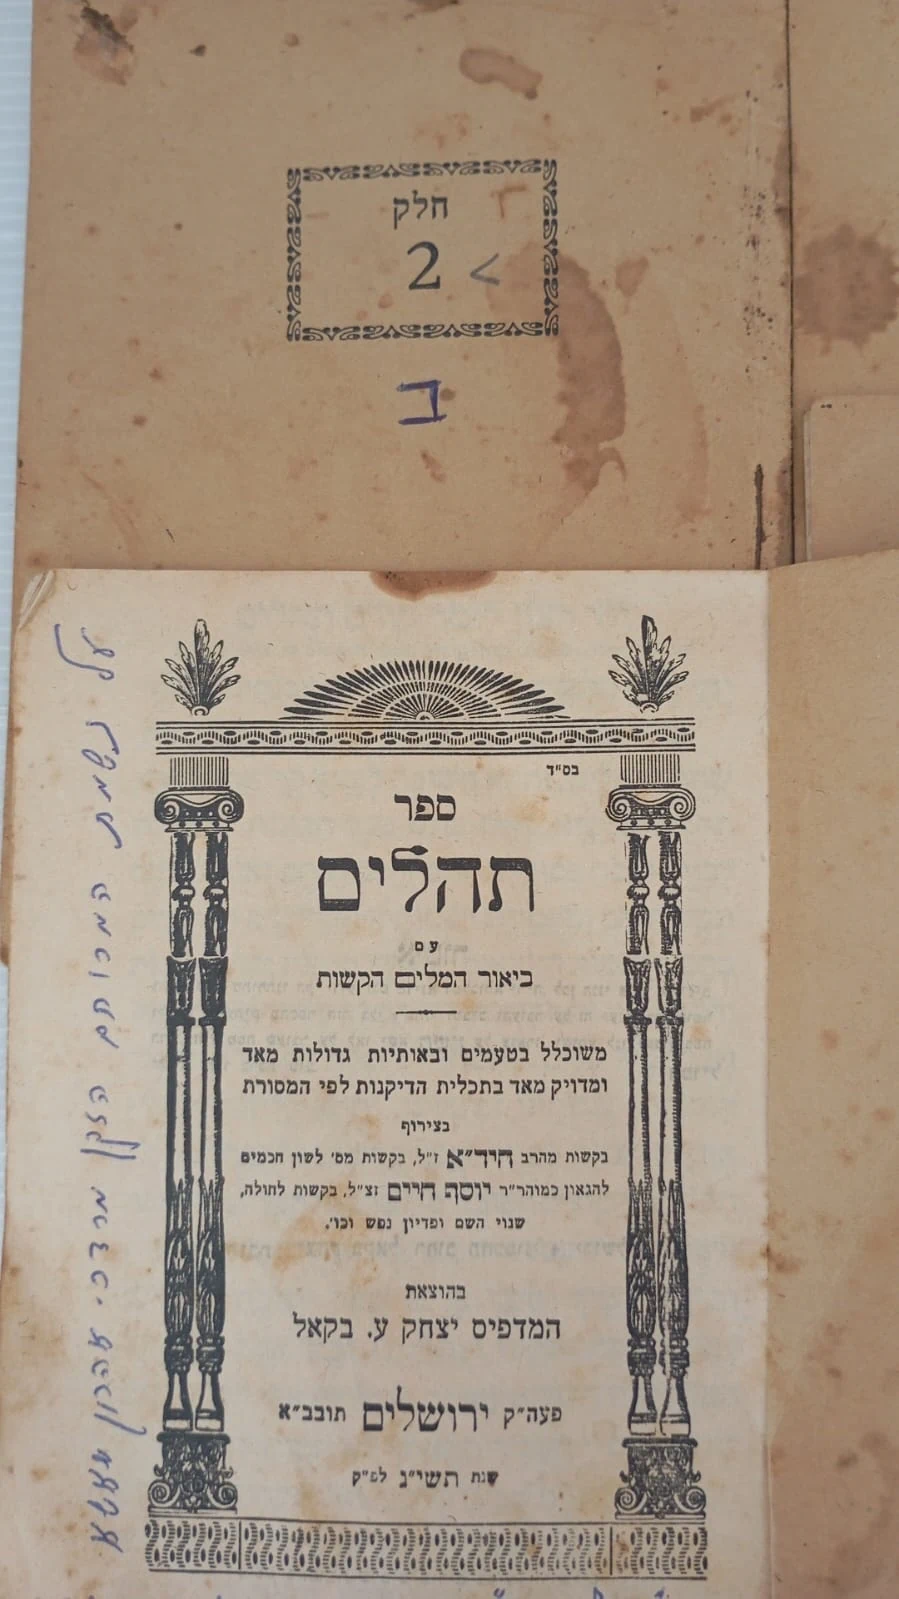 חלק
2
ב
בס"ד
ספר
תהלים
עם
ביאור המלים הקשות
משוכלל בטעמים ובאותיות גדולות מאד
ומדויק מאד בתכלית הדיקנות לפי המסורת
בצירוף
בקשות מהרב חיד"א ז"ל, בקשות מס' לשון חכמים
להגאון כמוהר"ר יוסף חיים זצ"ל, בקשות לחולה,
שנוי השם ופדיון נפש וכו'.
בהוצאת
המדפיס יצחק ע. בקאל
פעה"ק ירושלים תובב"א
שנת תשי"ג לפ"ק
על נשמת המנוח הזקן מרדכי אהרון